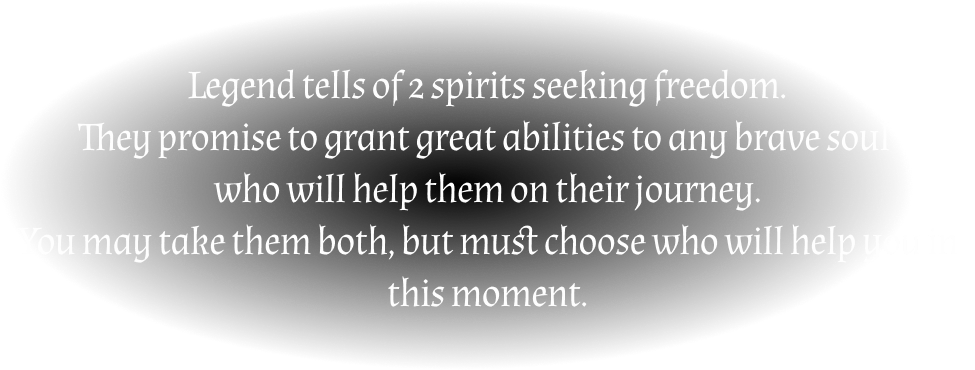 Legend tells of 2 spirits seeking freedom.
They promise to grant great abilities to any brave soul
who will help them on their journey.
You may take them both, but must choose who will help
this moment.